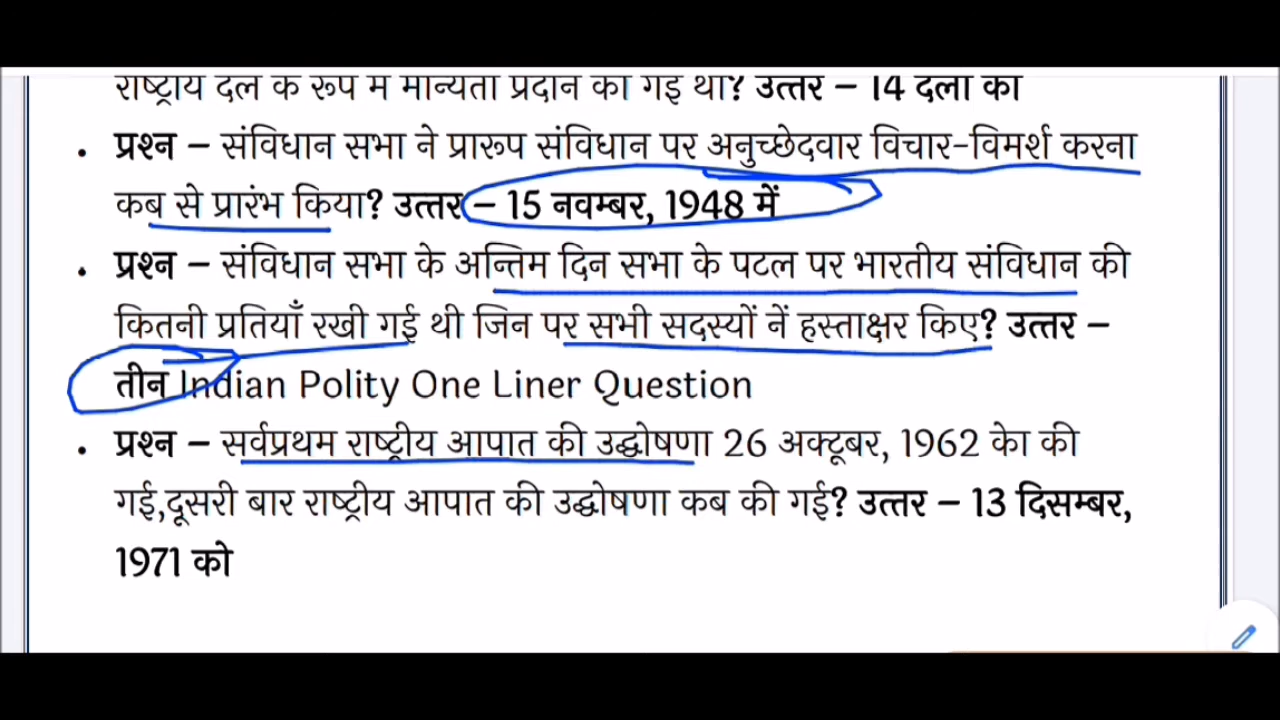 राष्ट्रीय दल के रूप में मान्यता प्रदान की गई थी? उत्तर – 14 दलों को
• प्रश्न – संविधान सभा ने प्रारूप संविधान पर अनुच्छेदवार विचार-विमर्श करना
कब से प्रारंभ किया? उत्तर – 15 नवम्बर, 1948 में
• प्रश्न – संविधान सभा के अन्तिम दिन सभा के पटल पर भारतीय संविधान की
कितनी प्रतियाँ रखी गई थी जिन पर सभी सदस्यों नें हस्ताक्षर किए? उत्तर –
तीन Indian Polity One Liner Question
• प्रश्न – सर्वप्रथम राष्ट्रीय आपात की उद्घोषणा 26 अक्टूबर, 1962 केा की
गई,दूसरी बार राष्ट्रीय आपात की उद्घोषणा कब की गई? उत्तर – 13 दिसम्बर,
1971 को